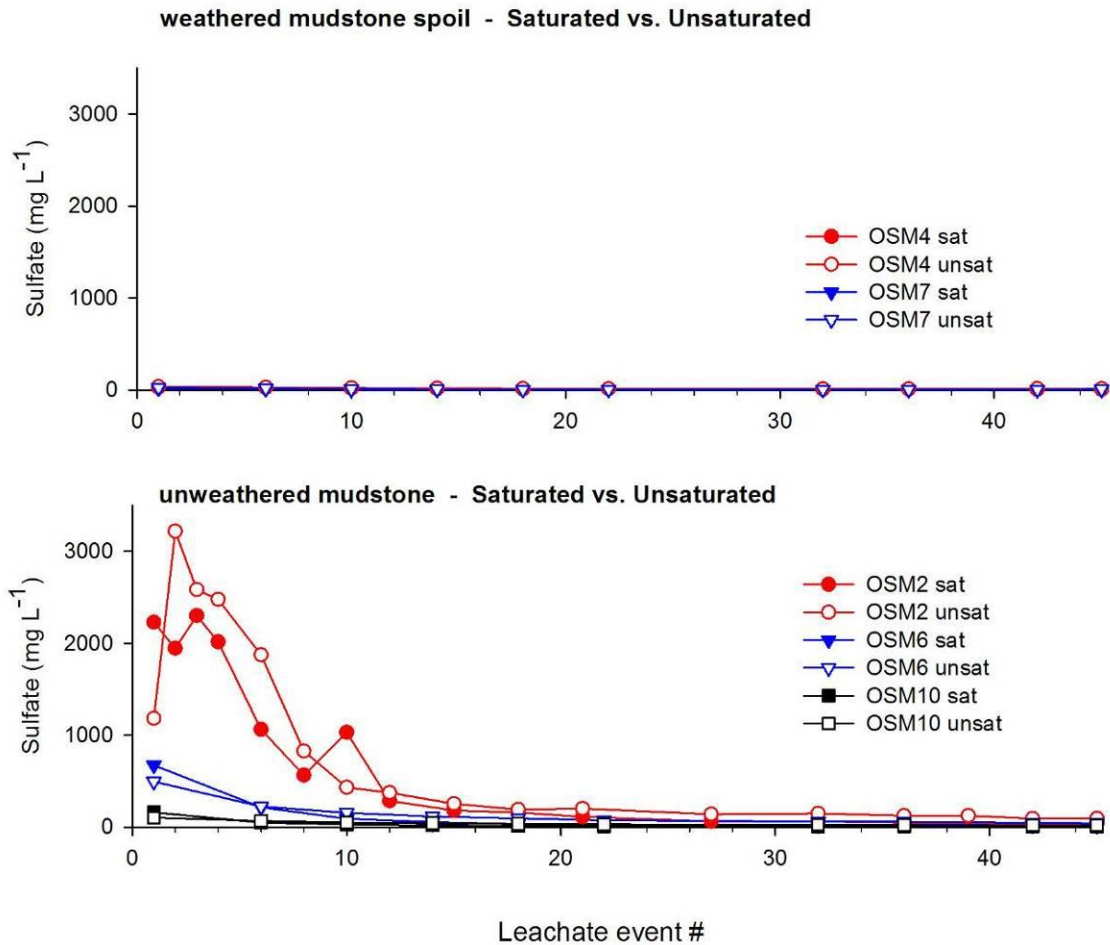 weathered mudstone spoil - Saturated vs. Unsaturated
3000
2000
1000
0
Sulfate (mg L⁻¹)
OSM4 sat
OSM4 unsat
OSM7 sat
OSM7 unsat
0 10 20 30 40
unweathered mudstone - Saturated vs. Unsaturated
3000
2000
1000
0
Sulfate (mg L⁻¹)
OSM2 sat
OSM2 unsat
OSM6 sat
OSM6 unsat
OSM10 sat
OSM10 unsat
0 10 20 30 40
Leachate event #